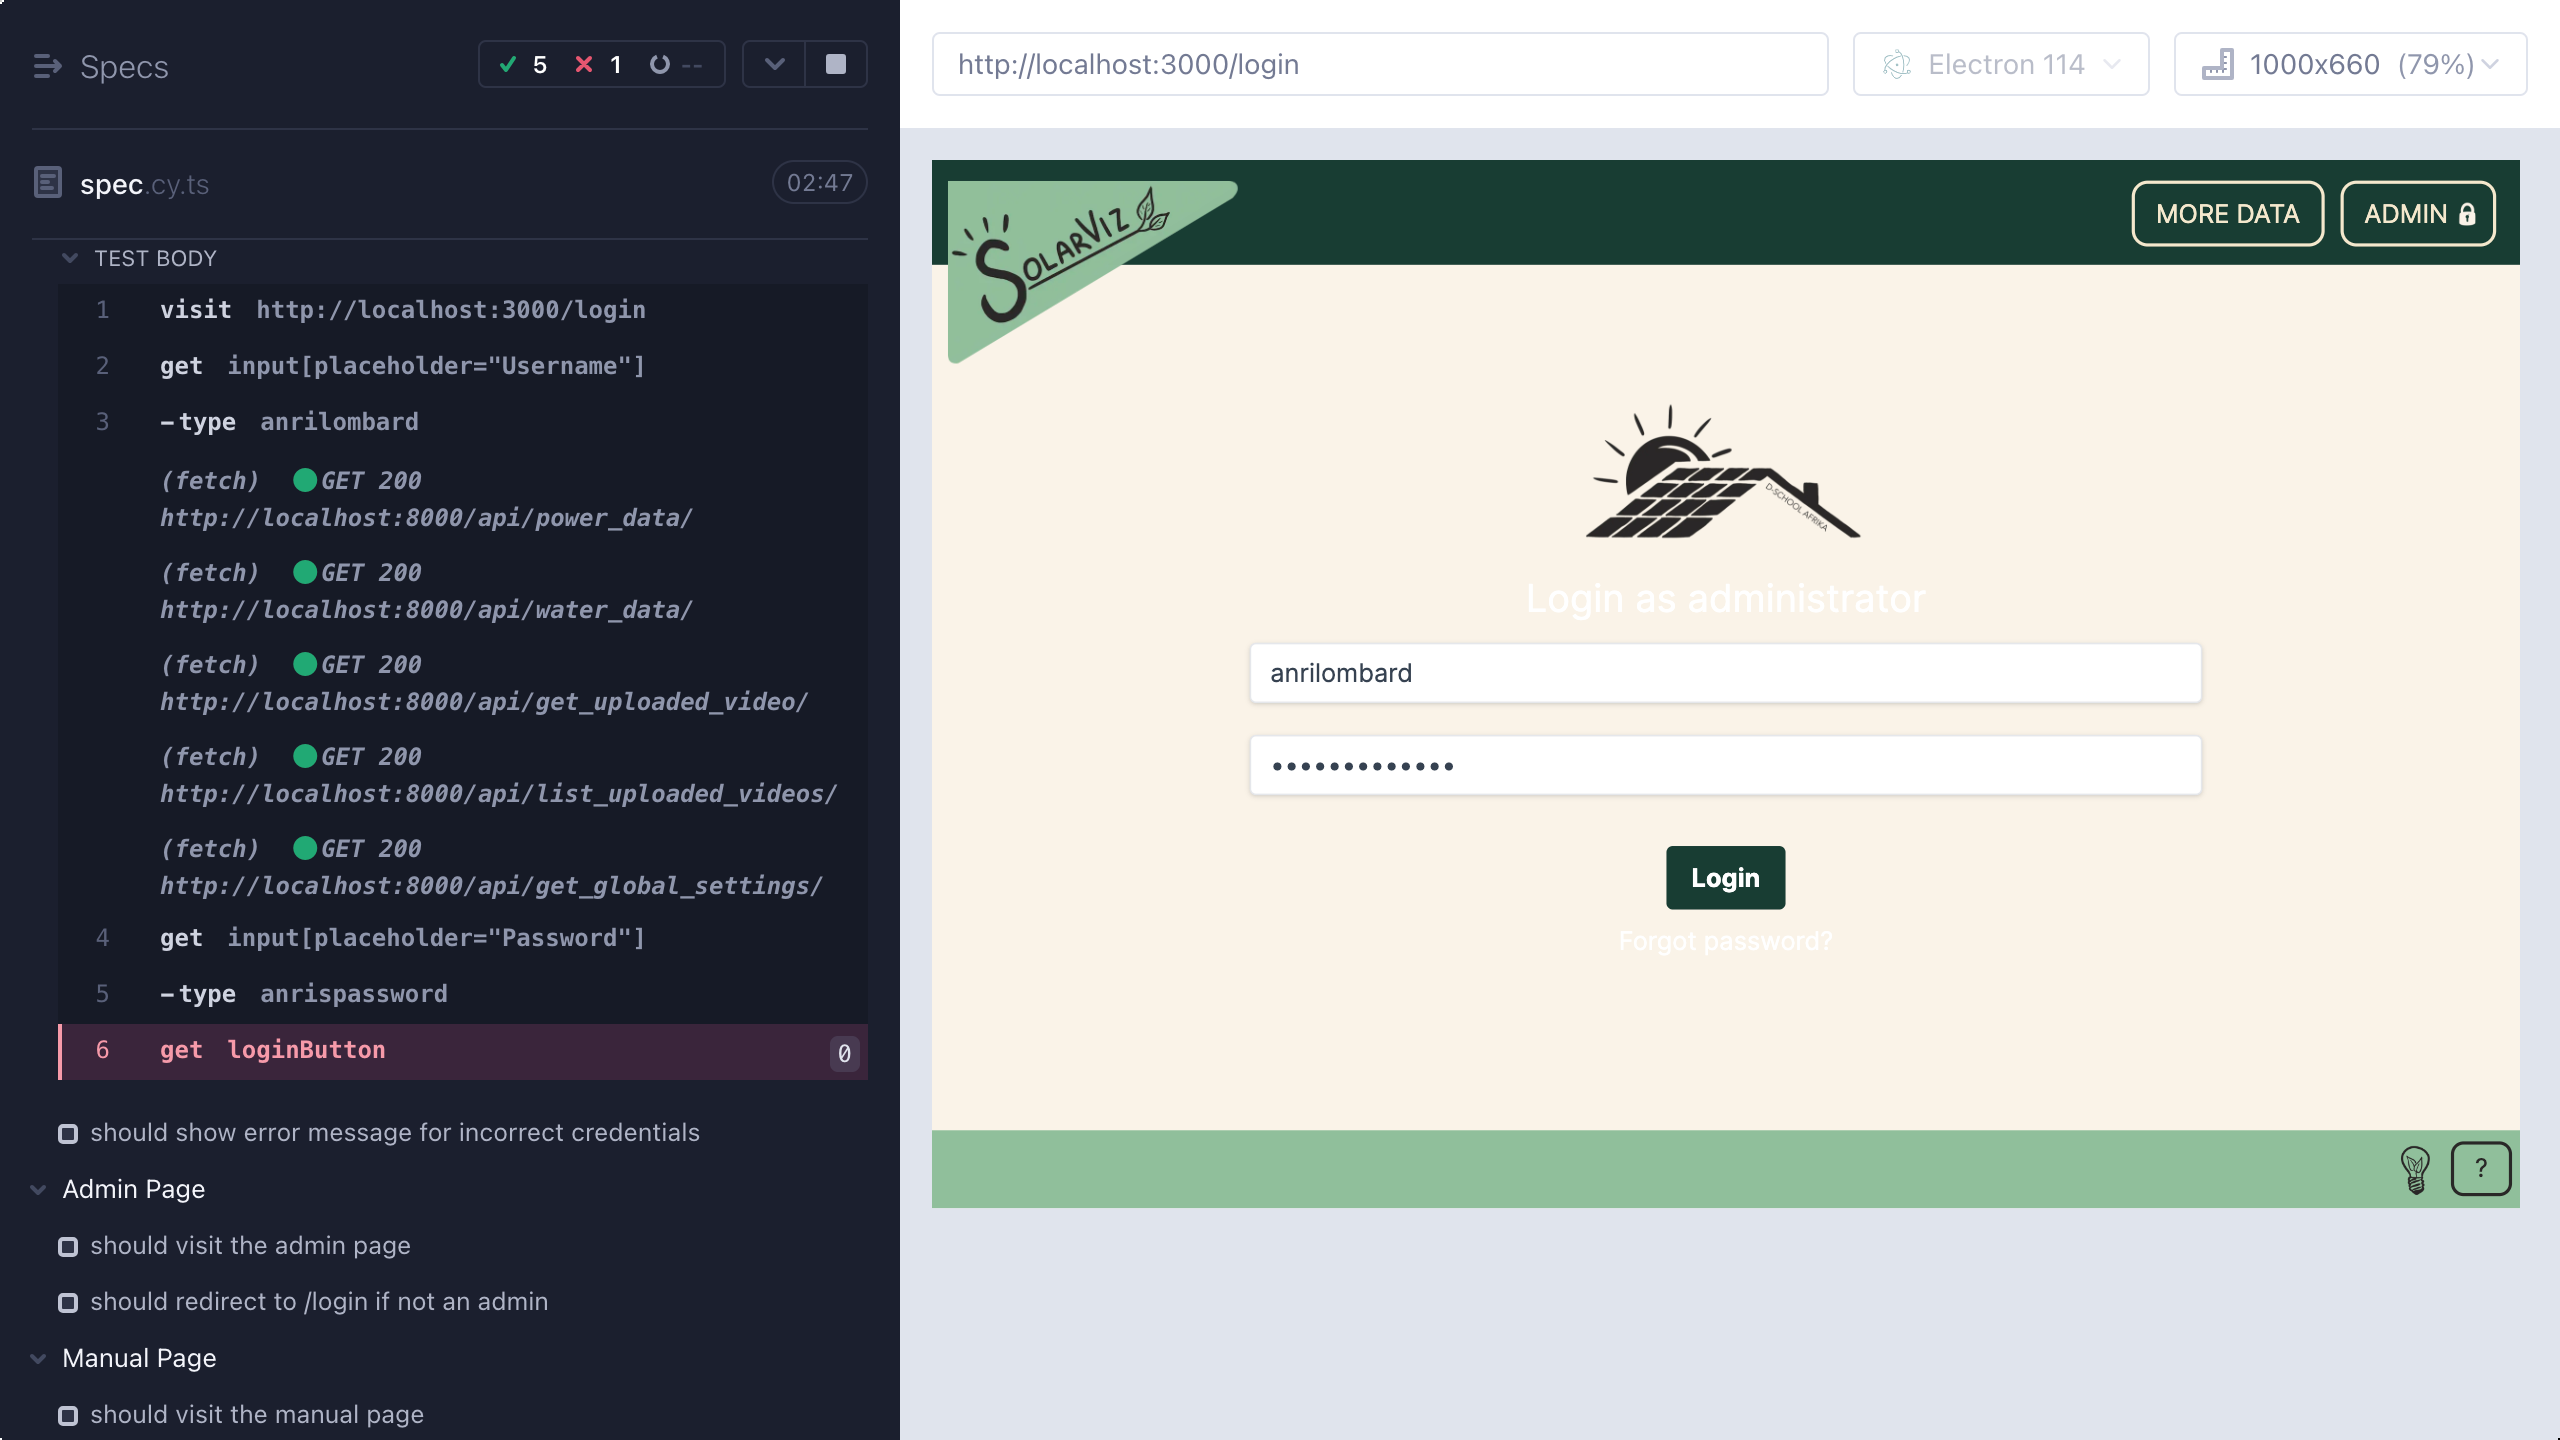 Specs
5 1 --
spec.cy.ts
02:47
TEST BODY
1 visit http://localhost:3000/login
2 get input[placeholder="Username"]
3 -type anrilombard
(fetch) GET 200
http://localhost:8000/api/power_data/
(fetch) GET 200
http://localhost:8000/api/water_data/
(fetch) GET 200
http://localhost:8000/api/get_uploaded_video/
(fetch) GET 200
http://localhost:8000/api/list_uploaded_videos/
(fetch) GET 200
http://localhost:8000/api/get_global_settings/
4 get input[placeholder="Password"]
5 -type anrispassword
6 get loginButton 0
should show error message for incorrect credentials
Admin Page
should visit the admin page
should redirect to /login if not an admin
Manual Page
should visit the manual page
http://localhost:3000/login
Electron 114
1000x660 (79%)
SOLARVIZ
MORE DATA
ADMIN
D-SCHOOL AFRIKA
Login as administrator
anrilombard
•••••••••••••
Login
Forgot password?
?